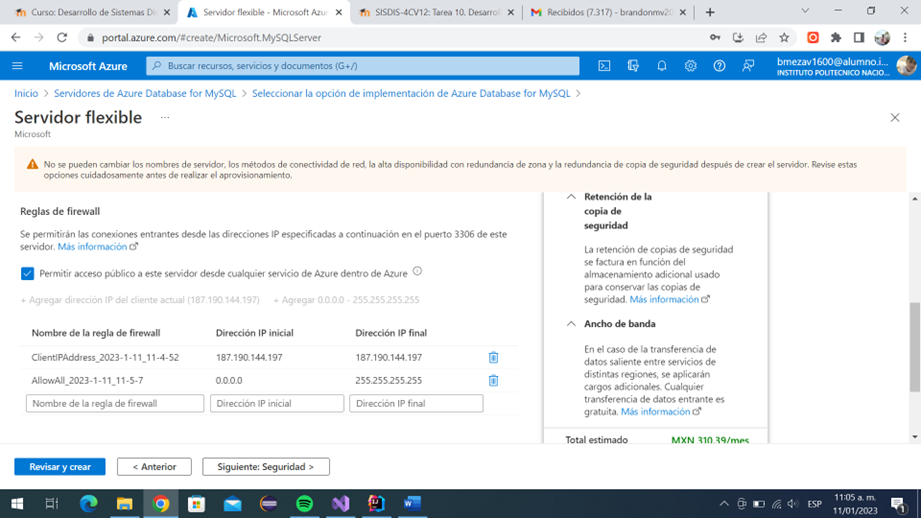 Curso: Desarrollo de Sistemas Di
Servidor flexible - Microsoft Azur
SISDIS-4CV12: Tarea 10. Desarrol
Recibidos (7.317) - brandonmv20
portal.azure.com/#create/Microsoft.MySQLServer
Microsoft Azure
Buscar recursos, servicios y documentos (G+/)
bmezav1600@alumno.i...
INSTITUTO POLITECNICO NACIO...
Inicio > Servidores de Azure Database for MySQL > Seleccionar la opción de implementación de Azure Database for MySQL >
Servidor flexible ...
Microsoft
No se pueden cambiar los nombres de servidor, los métodos de conectividad de red, la alta disponibilidad con redundancia de zona y la redundancia de copia de seguridad después de crear el servidor. Revise estas
opciones cuidadosamente antes de realizar el aprovisionamiento.
Reglas de firewall
Se permitirán las conexiones entrantes desde las direcciones IP especificadas a continuación en el puerto 3306 de este
servidor. Más información
Permitir acceso público a este servidor desde cualquier servicio de Azure dentro de Azure
+ Agregar dirección IP del cliente actual (187.190.144.197) + Agregar 0.0.0.0 - 255.255.255.255
Nombre de la regla de firewall Dirección IP inicial Dirección IP final
ClientIPAddress_2023-1-11_11-4-52 187.190.144.197 187.190.144.197
AllowAll_2023-1-11_11-5-7 0.0.0.0 255.255.255.255
Nombre de la regla de firewall Dirección IP inicial Dirección IP final
Retención de la
copia de
seguridad
La retención de copias de seguridad
se factura en función del
almacenamiento adicional usado
para conservar las copias de
seguridad. Más información
Ancho de banda
En el caso de la transferencia de
datos saliente entre servicios de
distintas regiones, se aplicarán
cargos adicionales. Cualquier
transferencia de datos entrante es
gratuita. Más información
Total estimado MXN 310.39/mes
Revisar y crear
< Anterior
Siguiente: Seguridad >
ESP
11:05 a. m.
11/01/2023
1